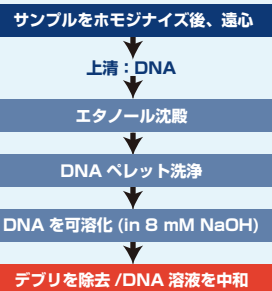 サンプルをホモジナイズ後、遠心
上清：DNA
エタノール沈殿
DNA ペレット洗浄
DNA を可溶化 (in 8 mM NaOH)
デブリを除去 /DNA 溶液を中和